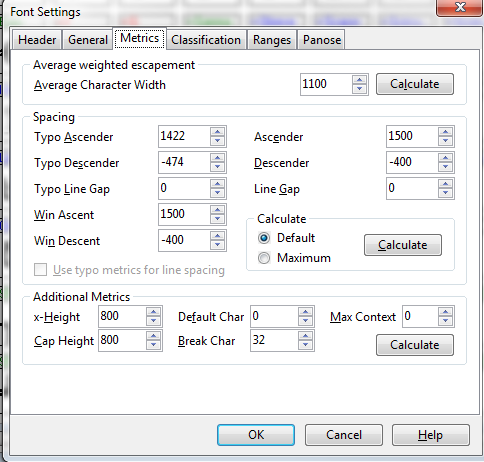 Font Settings
Header General Metrics Classification Ranges Panose
Average weighted escapement
Average Character Width 1100 Calculate
Spacing
Typo Ascender 1422 Ascender 1500
Typo Descender -474 Descender -400
Typo Line Gap 0 Line Gap 0
Win Ascent 1500 Calculate
Win Descent -400 Default Calculate
Maximum
Use typo metrics for line spacing
Additional Metrics
x-Height 800 Default Char 0 Max Context 0
Cap Height 800 Break Char 32 Calculate
OK Cancel Help